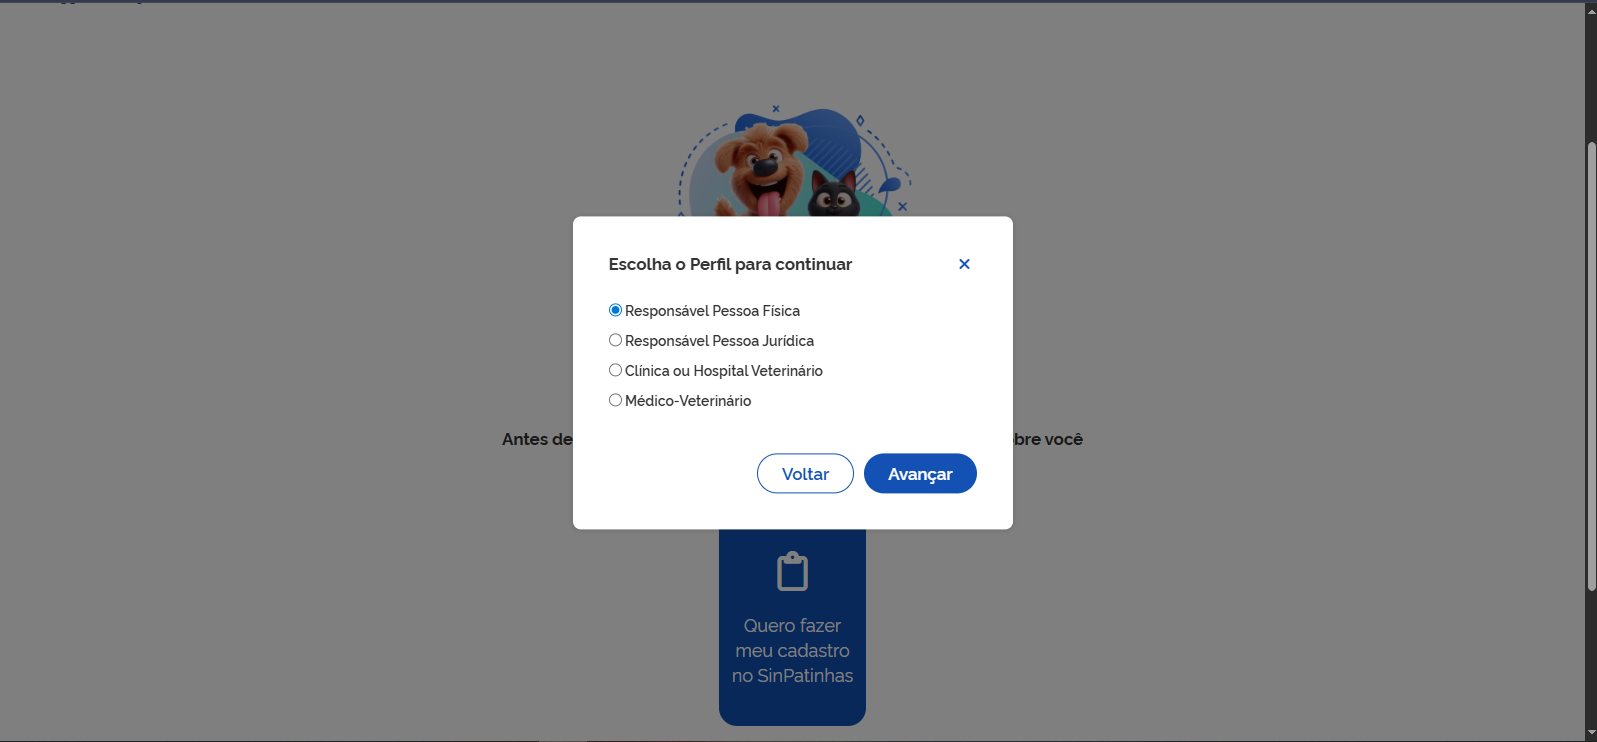 Escolha o Perfil para continuar
Responsável Pessoa Física
Responsável Pessoa Jurídica
Clínica ou Hospital Veterinário
Médico-Veterinário
Antes de
você
Voltar
Avançar
Quero fazer
meu cadastro
no SinPatinhas